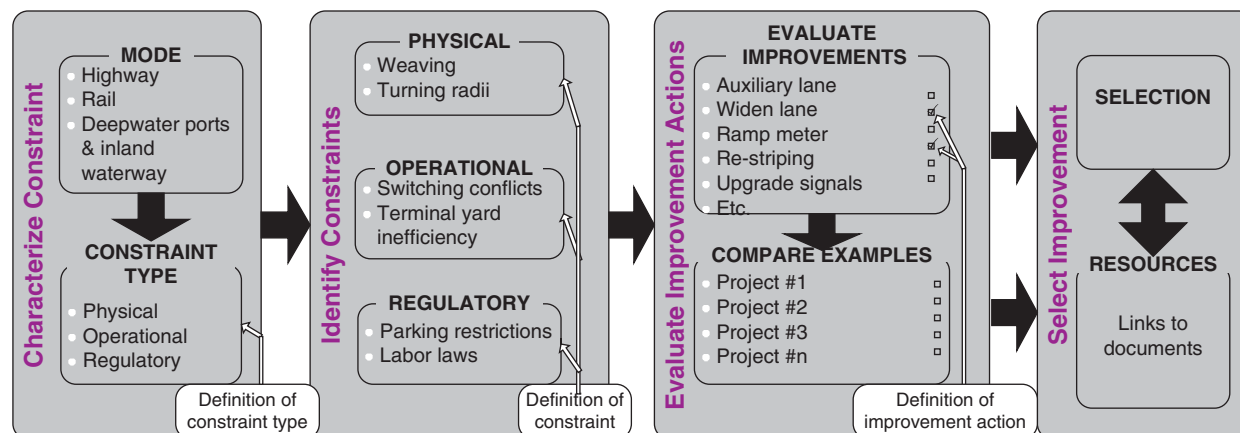 Characterize Constraint
MODE
Highway
Rail
Deepwater ports
& inland
waterway
CONSTRAINT
TYPE
Physical
Operational
Regulatory
Definition of
constraint type
Identify Constraints
PHYSICAL
Weaving
Turning radii
OPERATIONAL
Switching conflicts
Terminal yard
inefficiency
REGULATORY
Parking restrictions
Labor laws
Definition of
constraint
Evaluate Improvement Actions
EVALUATE
IMPROVEMENTS
Auxiliary lane
Widen lane
Ramp meter
Re-striping
Upgrade signals
Etc.
COMPARE EXAMPLES
Project #1
Project #2
Project #3
Project #n
Definition of
improvement action
Select Improvement
SELECTION
RESOURCES
Links to
documents